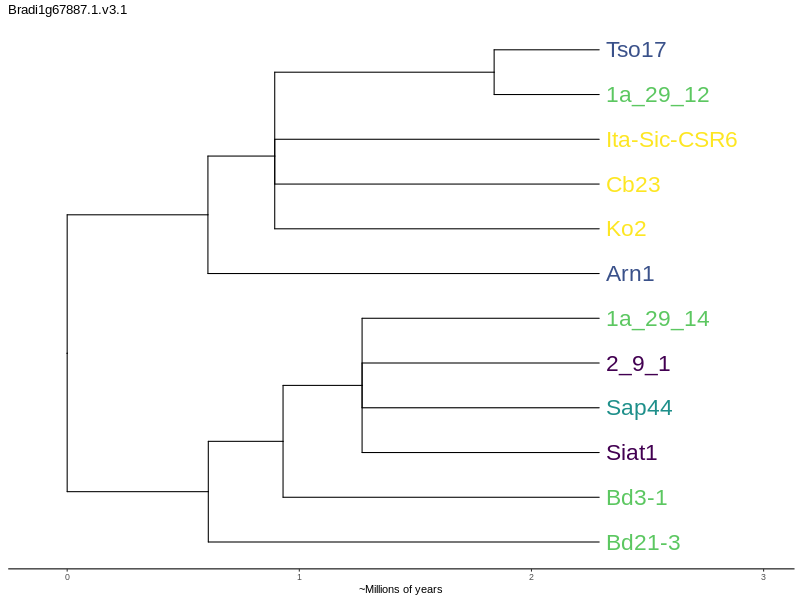 Bradi1g67887.1.v3.1
Tso17
1a_29_12
Ita-Sic-CSR6
Cb23
Ko2
Arn1
1a_29_14
2_9_1
Sap44
Siat1
Bd3-1
Bd21-3
0 1 2 3
~Millions of years